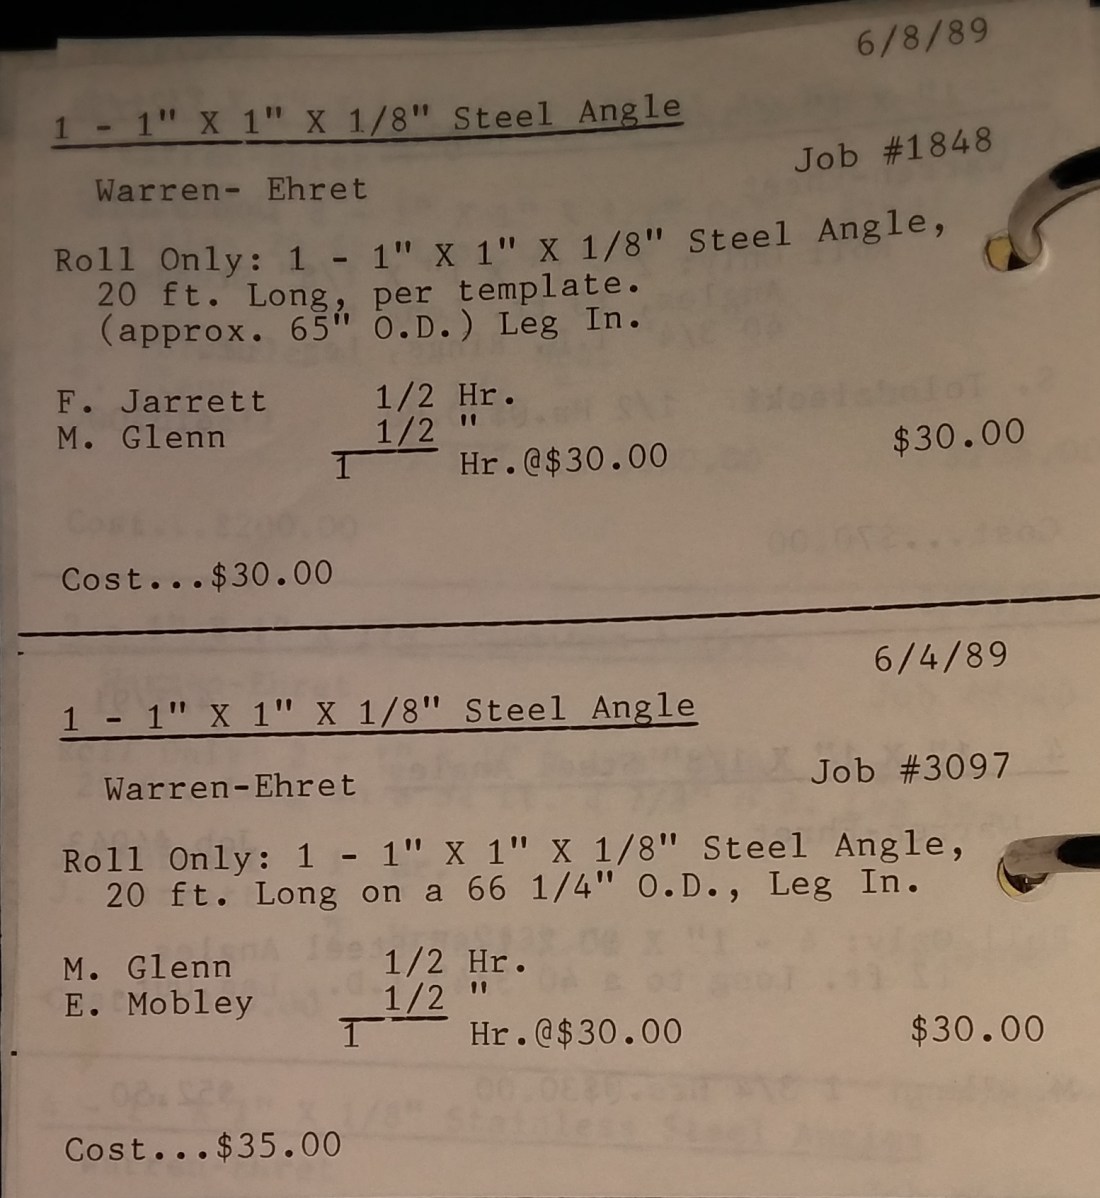 6/8/89
1 - 1" X 1" X 1/8" Steel Angle
Job #1848
Warren- Ehret
Roll Only: 1 - 1" X 1" X 1/8" Steel Angle,
20 ft. Long, per template.
(approx. 65" O.D.) Leg In.
F. Jarrett 1/2 Hr.
M. Glenn 1/2 "
1 Hr.@$30.00 $30.00
Cost...$30.00
6/4/89
1 - 1" X 1" X 1/8" Steel Angle
Job #3097
Warren-Ehret
Roll Only: 1 - 1" X 1" X 1/8" Steel Angle,
20 ft. Long on a 66 1/4" O.D., Leg In.
M. Glenn 1/2 Hr.
E. Mobley 1/2 "
1 Hr.@$30.00 $30.00
Cost...$35.00